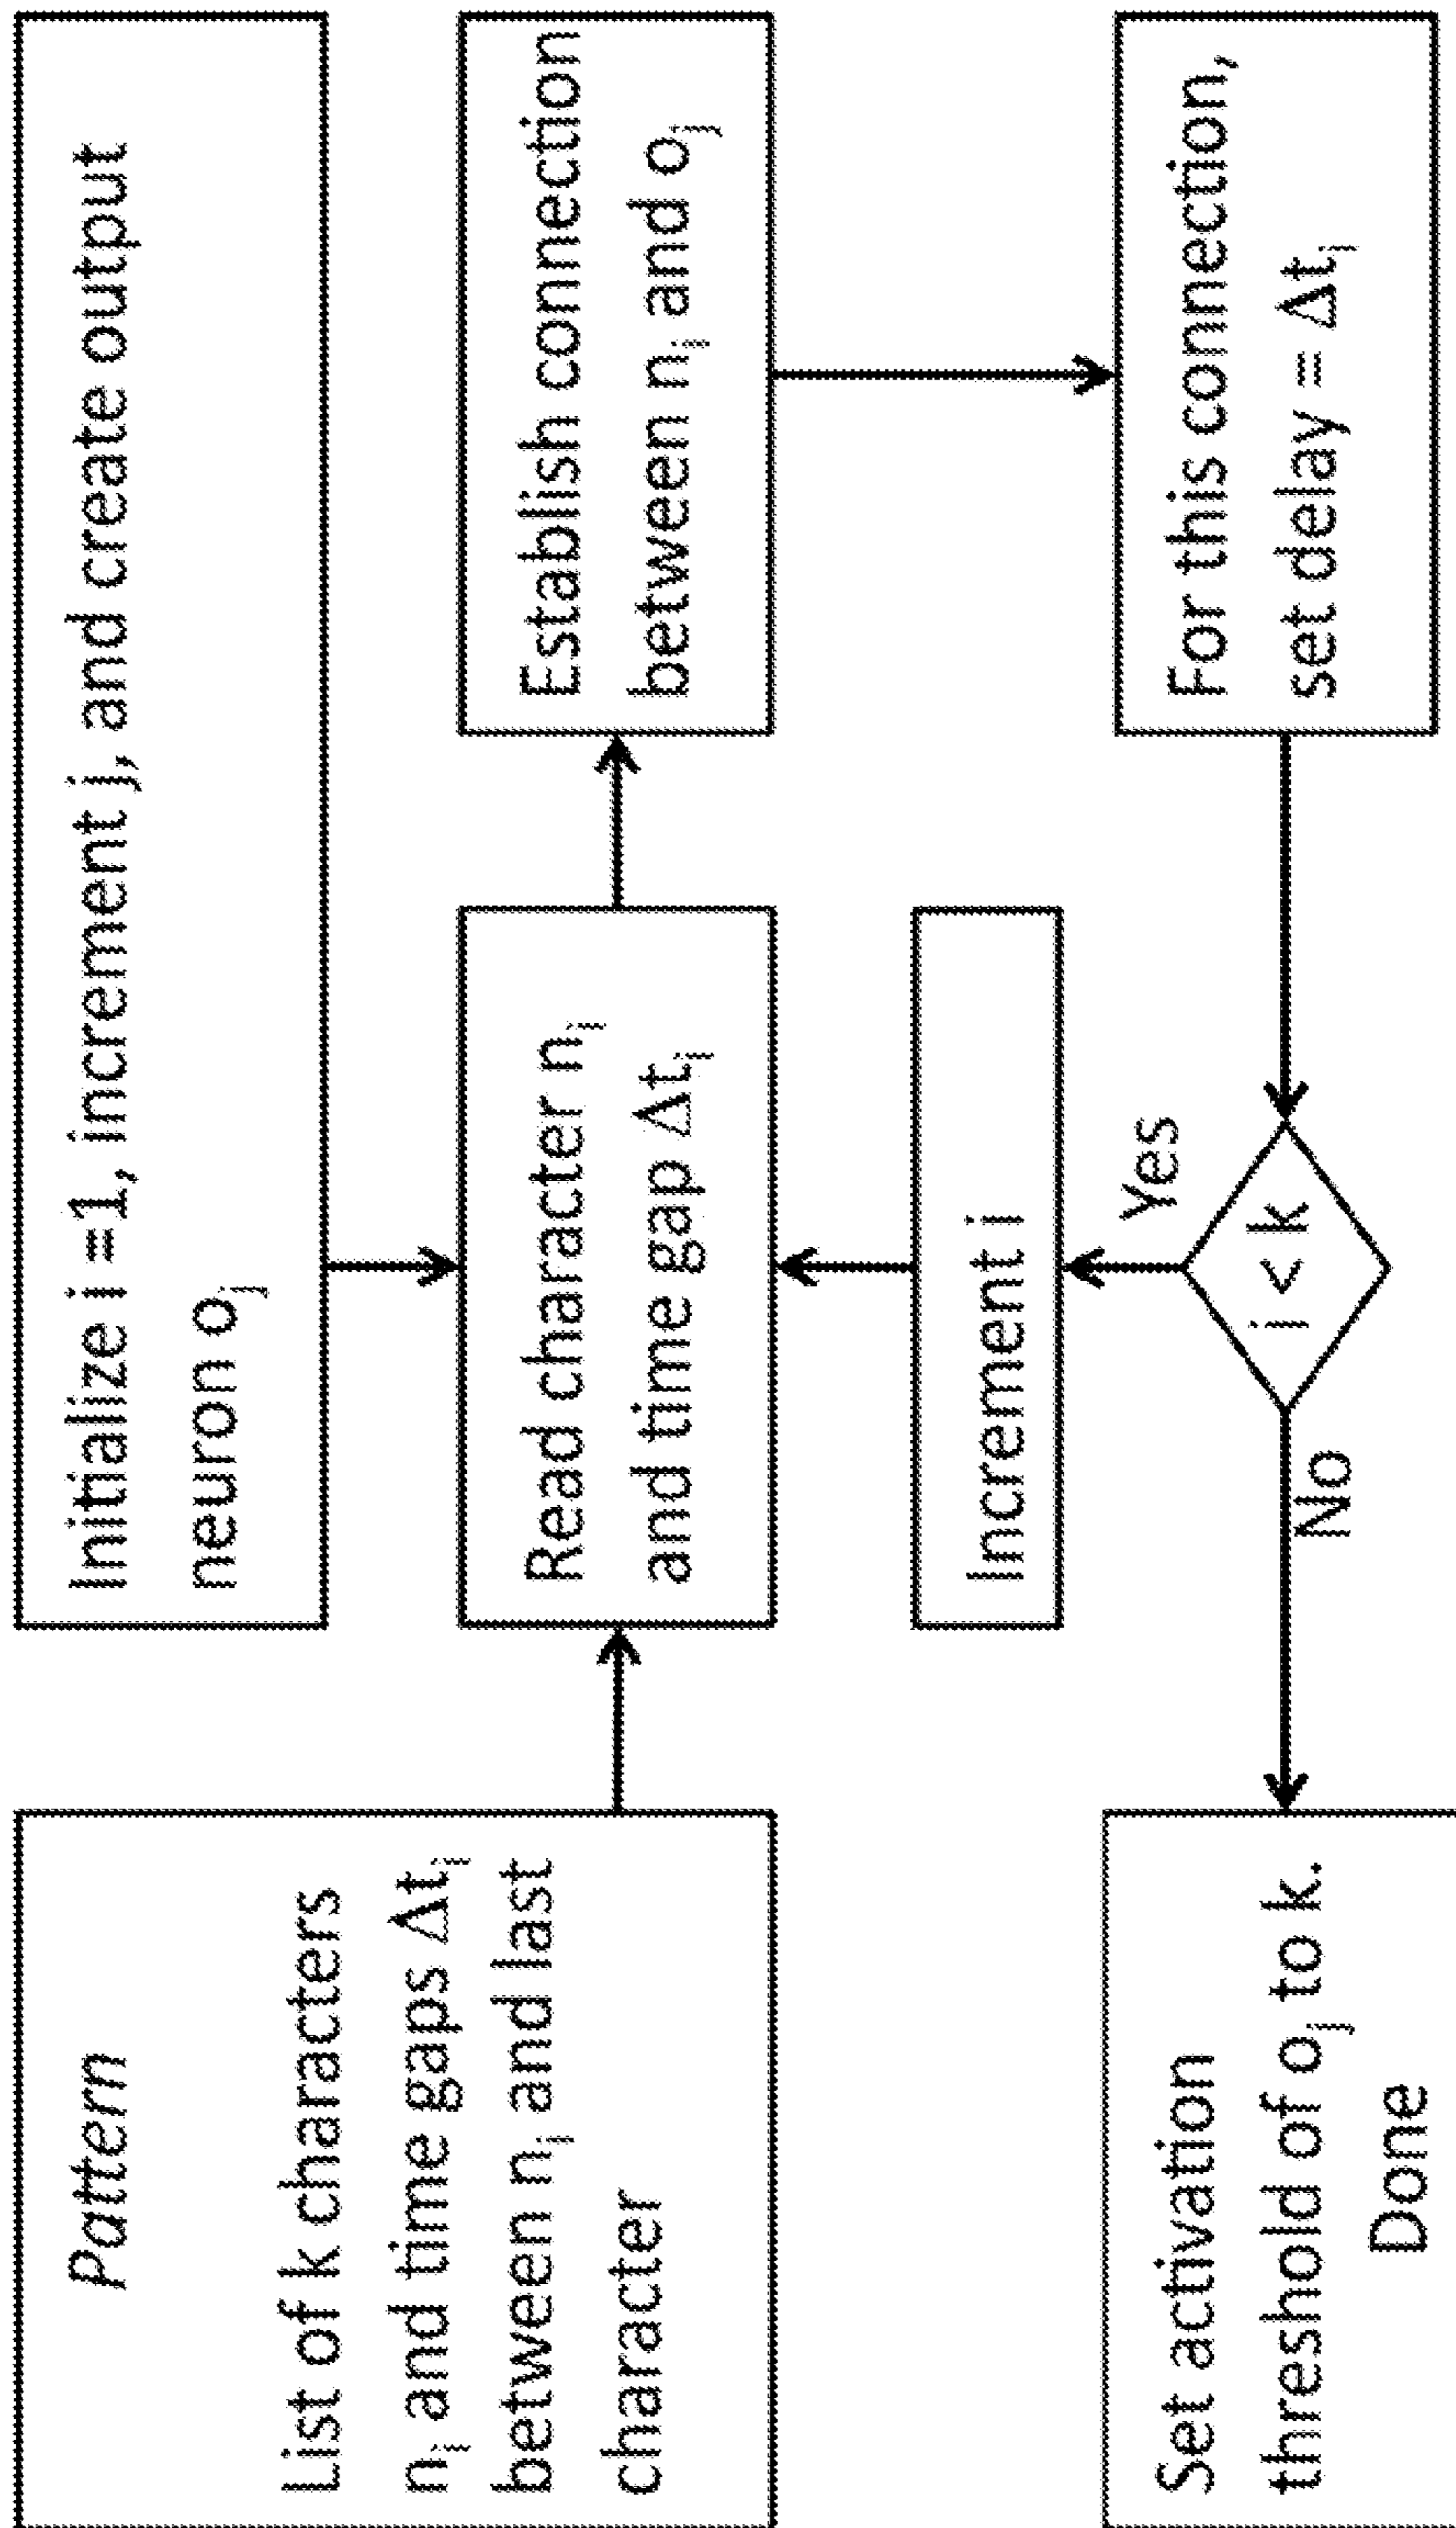 Pattern
List of k characters
nᵢ and time gaps Δtᵢ
between nᵢ and last
character
Initialize i =1, increment j, and create output
neuron oⱼ
Read character nᵢ
and time gap Δtᵢ
Establish connection
between nᵢ and oⱼ
For this connection,
set delay = Δtᵢ
i < k
Yes
Increment i
No
Set activation
threshold of oⱼ to k.
Done